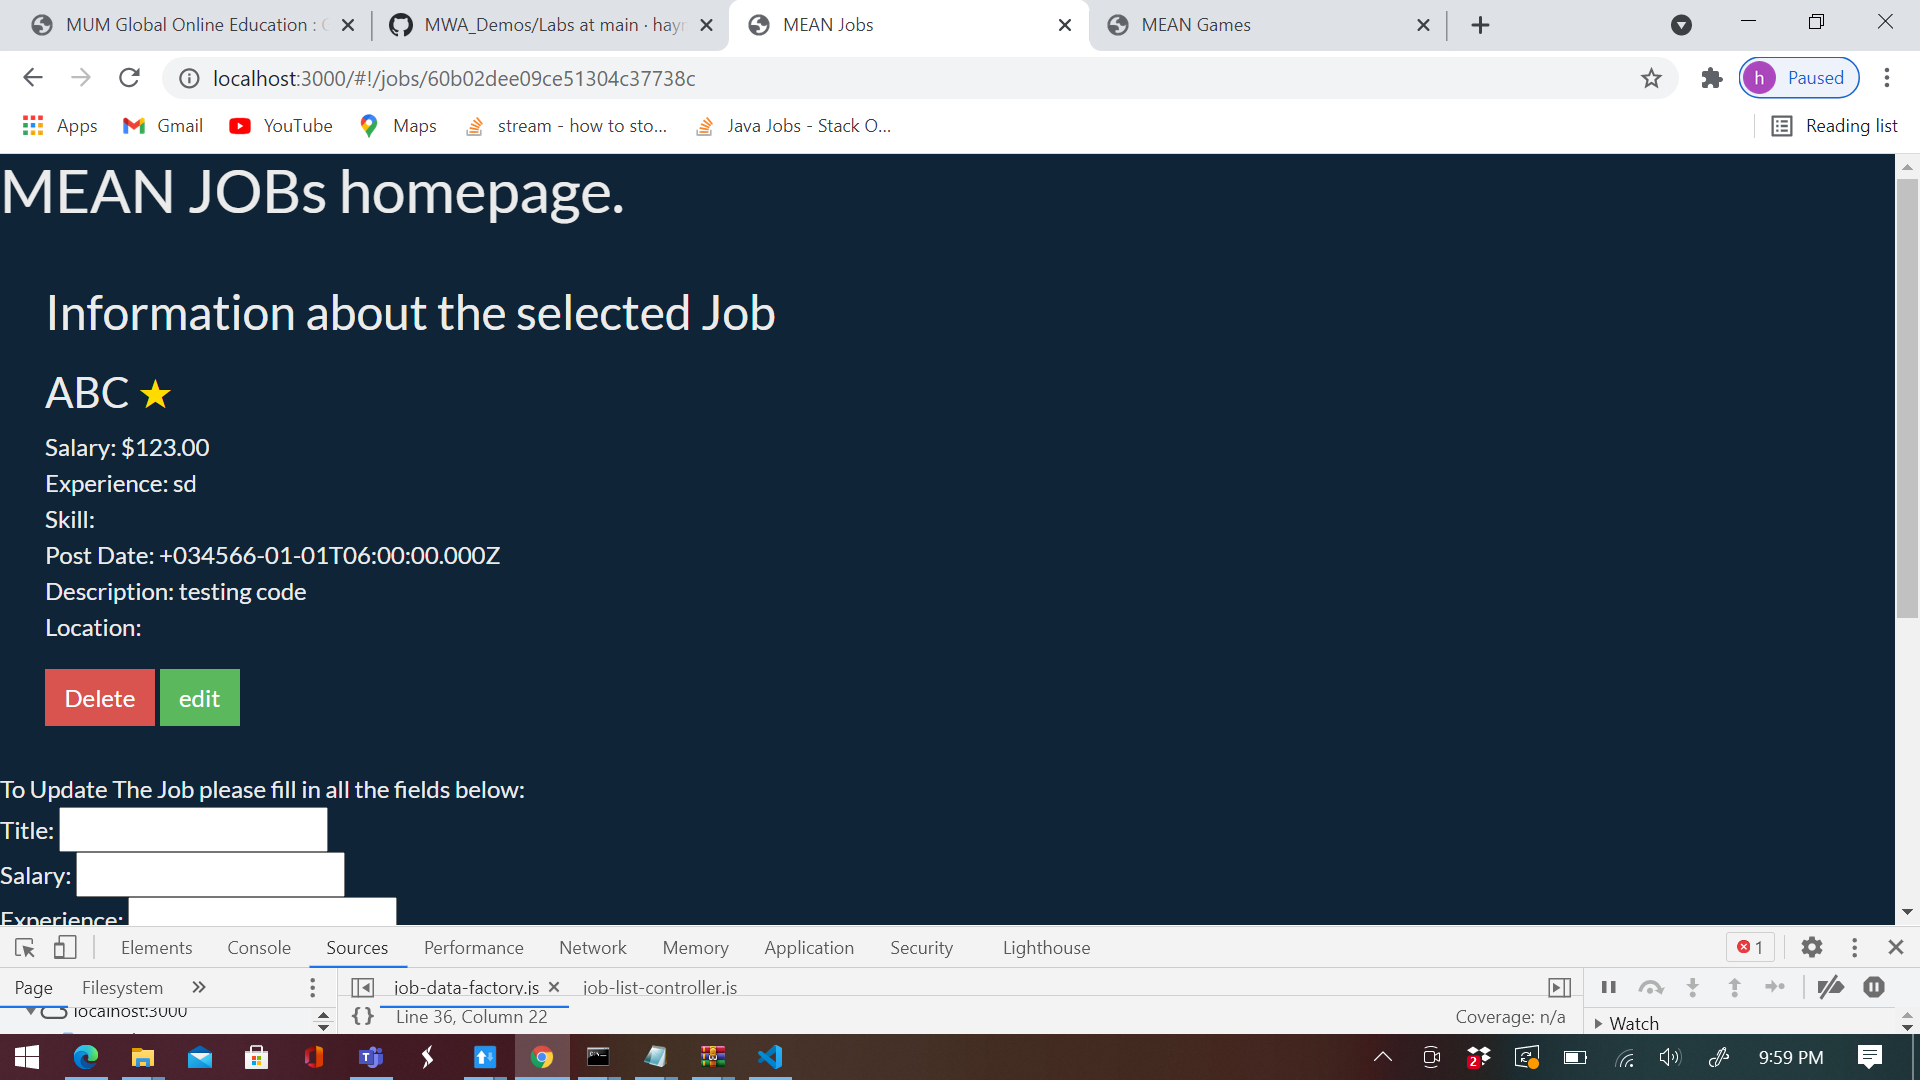 MUM Global Online Education :
MWA_Demos/Labs at main · hayr
MEAN Jobs
MEAN Games
localhost:3000/#!/jobs/60b02dee09ce51304c37738c
h
Paused
Apps
Gmail
YouTube
Maps
stream - how to sto...
Java Jobs - Stack O...
Reading list
MEAN JOBs homepage.
Information about the selected Job
ABC ★
Salary: $123.00
Experience: sd
Skill:
Post Date: +034566-01-01T06:00:00.000Z
Description: testing code
Location:
Delete edit
To Update The Job please fill in all the fields below:
Title:
Salary:
Experience:
Elements Console Sources Performance Network Memory Application Security Lighthouse
1
Page Filesystem »
job-data-factory.js
job-list-controller.js
localhost:3000
{ } Line 36, Column 22
Coverage: n/a
Watch
2
9:59 PM